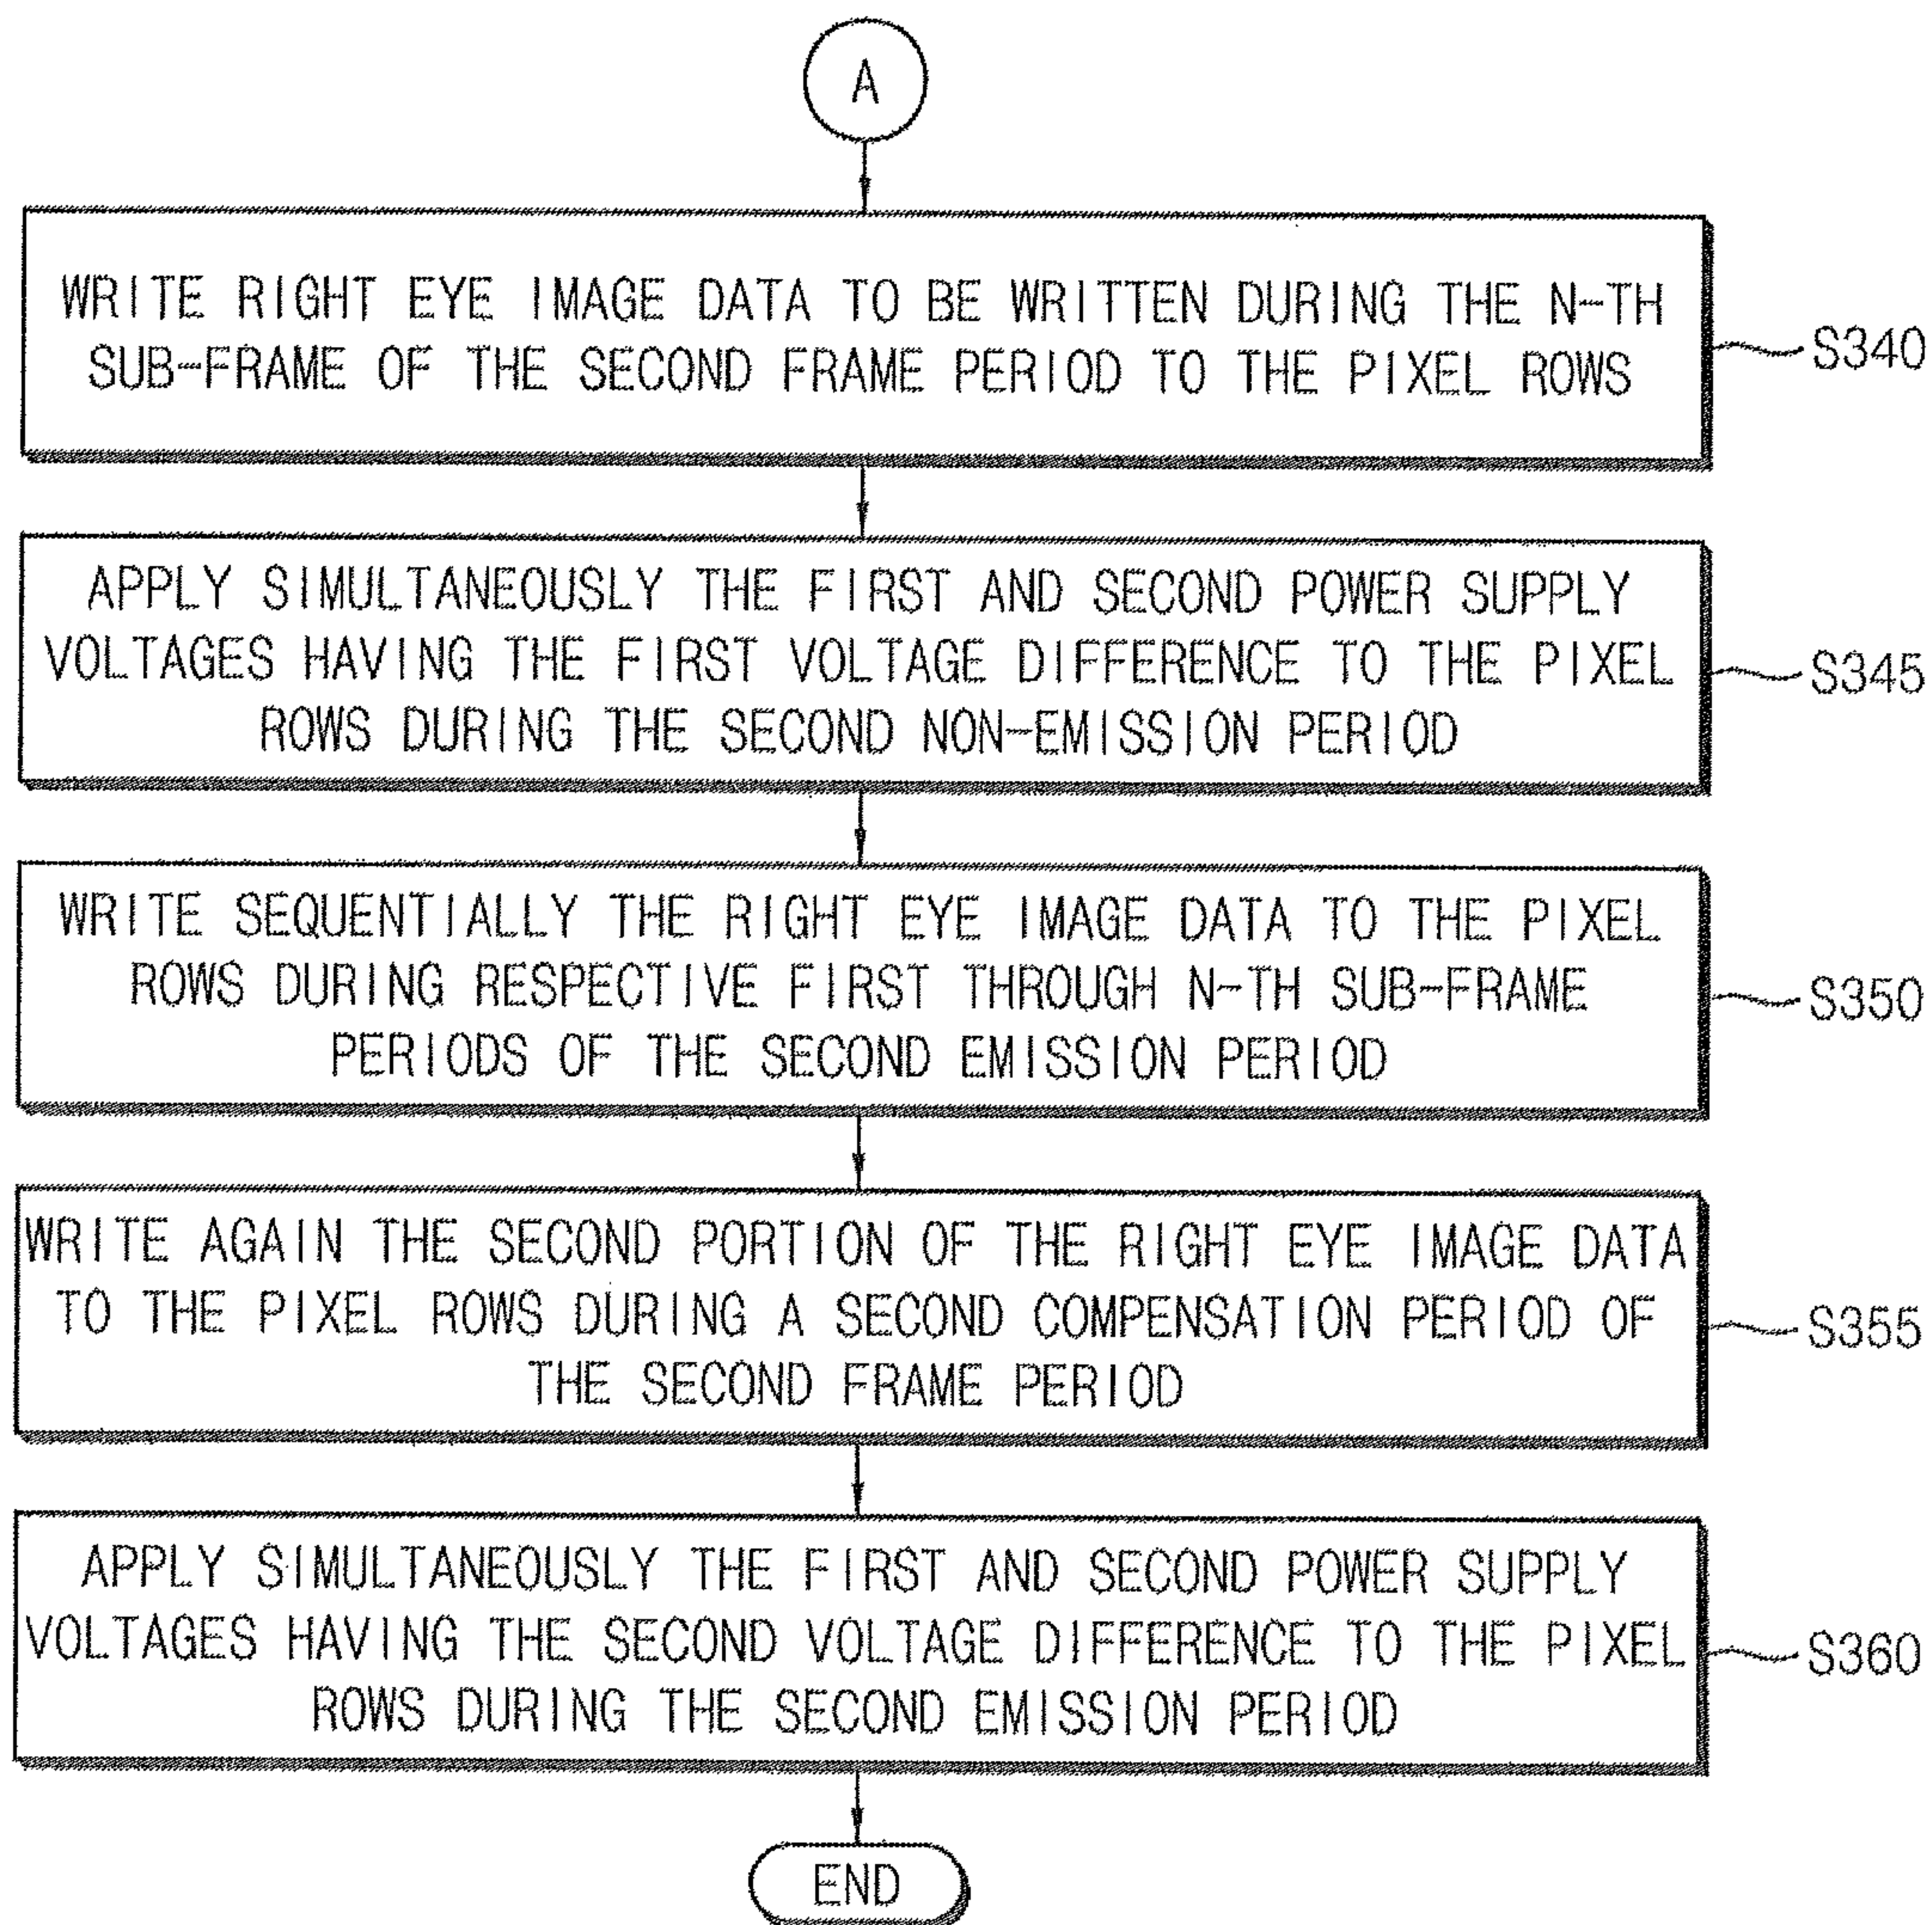 A
WRITE RIGHT EYE IMAGE DATA TO BE WRITTEN DURING THE N-TH
SUB-FRAME OF THE SECOND FRAME PERIOD TO THE PIXEL ROWS
S340
APPLY SIMULTANEOUSLY THE FIRST AND SECOND POWER SUPPLY
VOLTAGES HAVING THE FIRST VOLTAGE DIFFERENCE TO THE PIXEL
ROWS DURING THE SECOND NON-EMISSION PERIOD
S345
WRITE SEQUENTIALLY THE RIGHT EYE IMAGE DATA TO THE PIXEL
ROWS DURING RESPECTIVE FIRST THROUGH N-TH SUB-FRAME
PERIODS OF THE SECOND EMISSION PERIOD
S350
WRITE AGAIN THE SECOND PORTION OF THE RIGHT EYE IMAGE DATA
TO THE PIXEL ROWS DURING A SECOND COMPENSATION PERIOD OF
THE SECOND FRAME PERIOD
S355
APPLY SIMULTANEOUSLY THE FIRST AND SECOND POWER SUPPLY
VOLTAGES HAVING THE SECOND VOLTAGE DIFFERENCE TO THE PIXEL
ROWS DURING THE SECOND EMISSION PERIOD
S360
END